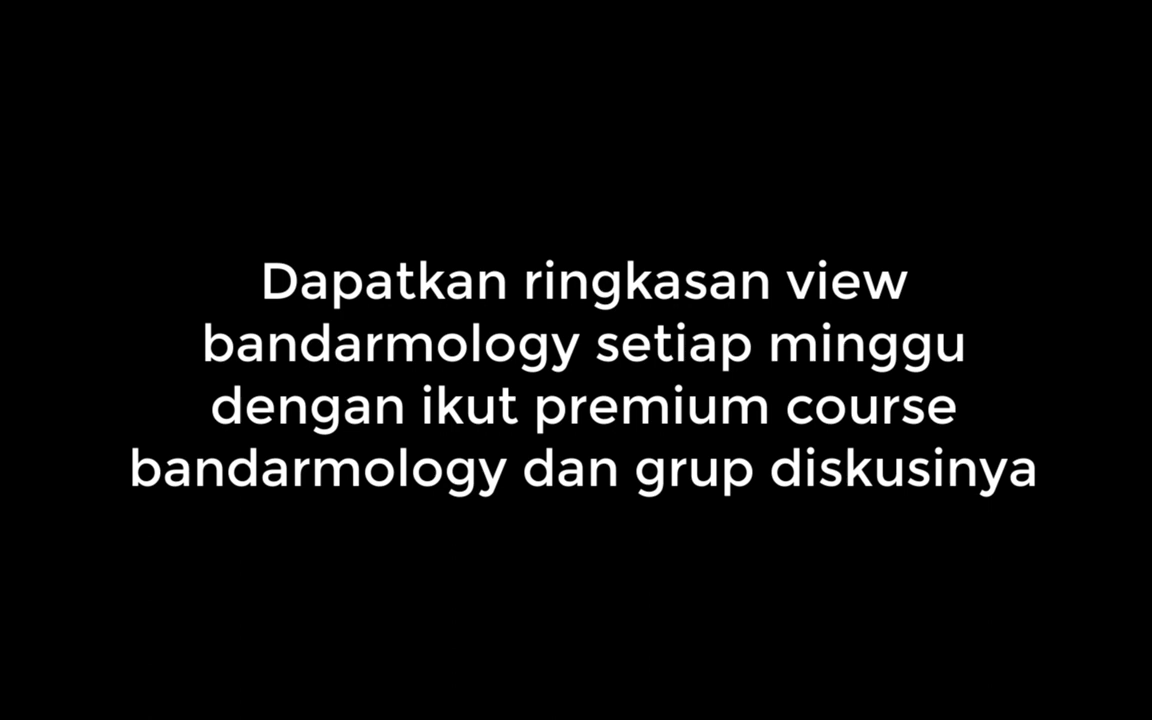 Dapatkan ringkasan view
bandarmology setiap minggu
dengan ikut premium course
bandarmology dan grup diskusinya